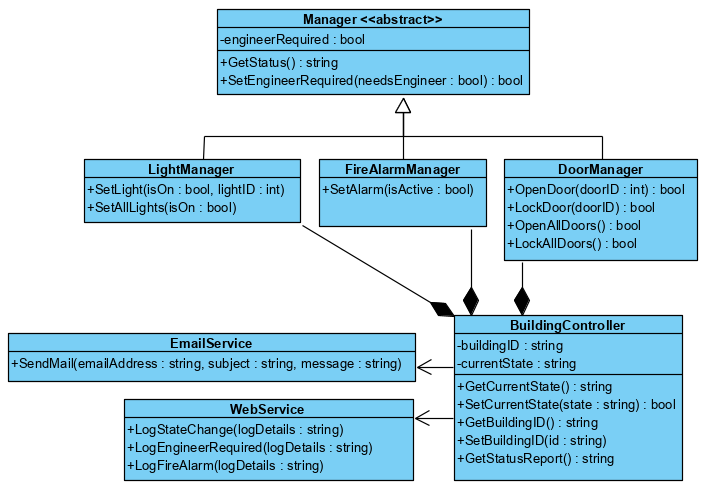 Manager <<abstract>>
-engineerRequired : bool
+GetStatus() : string
+SetEngineerRequired(needsEngineer : bool) : bool
LightManager
+SetLight(isOn : bool, lightID : int)
+SetAllLights(isOn : bool)
FireAlarmManager
+SetAlarm(isActive : bool)
DoorManager
+OpenDoor(doorID : int) : bool
+LockDoor(doorID) : bool
+OpenAllDoors() : bool
+LockAllDoors() : bool
EmailService
+SendMail(emailAddress : string, subject : string, message : string)
WebService
+LogStateChange(logDetails : string)
+LogEngineerRequired(logDetails : string)
+LogFireAlarm(logDetails : string)
BuildingController
-buildingID : string
-currentState : string
+GetCurrentState() : string
+SetCurrentState(state : string) : bool
+GetBuildingID() : string
+SetBuildingID(id : string)
+GetStatusReport() : string